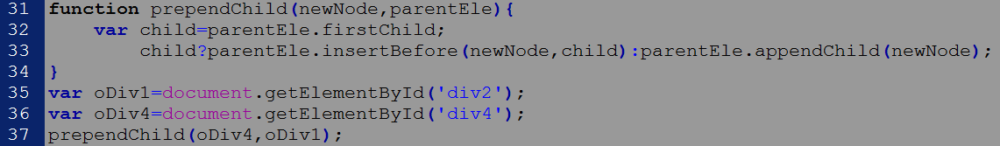 31 function prependChild(newNode,parentEle){
32 var child=parentEle.firstChild;
33 child?parentEle.insertBefore(newNode,child):parentEle.appendChild(newNode);
34 }
35 var oDiv1=document.getElementById('div2');
36 var oDiv4=document.getElementById('div4');
37 prependChild(oDiv4,oDiv1);